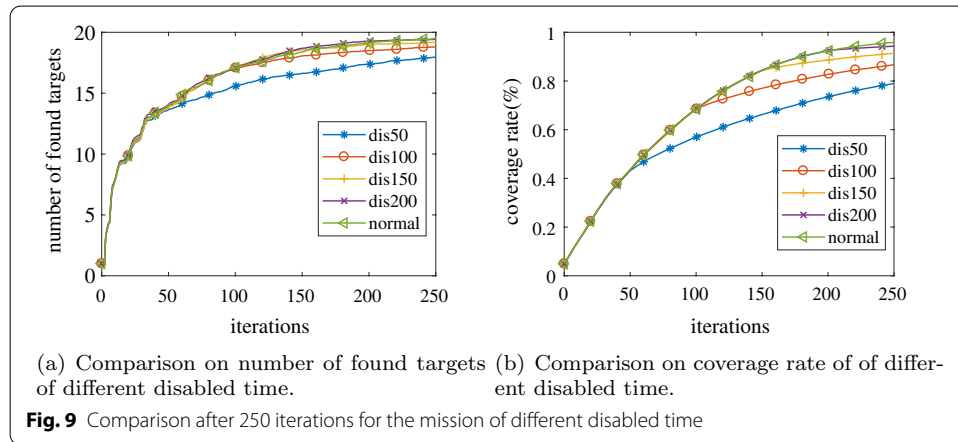 20
15
10
5
0
number of found targets
dis50
dis100
dis150
dis200
normal
0 50 100 150 200 250
iterations
1
0.8
0.6
0.4
0.2
0
coverage rate(%)
dis50
dis100
dis150
dis200
normal
0 50 100 150 200 250
iterations
(a) Comparison on number of found targets
of different disabled time.
(b) Comparison on coverage rate of of differ-
ent disabled time.
Fig. 9 Comparison after 250 iterations for the mission of different disabled time